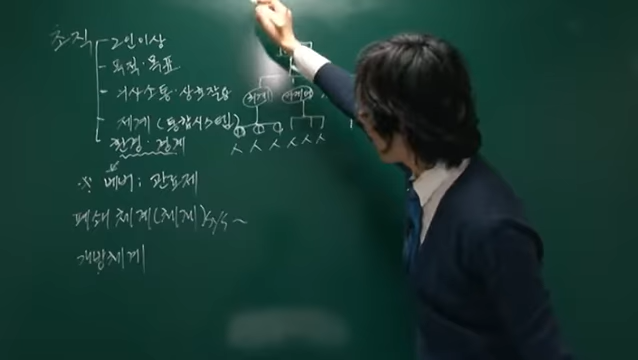 조직 2인이상
목적·목표
의사소통·상호작용
체계 (통합시스템)
환경·경계
※ 베버; 관료제
폐쇄체계(체제)
개방체계